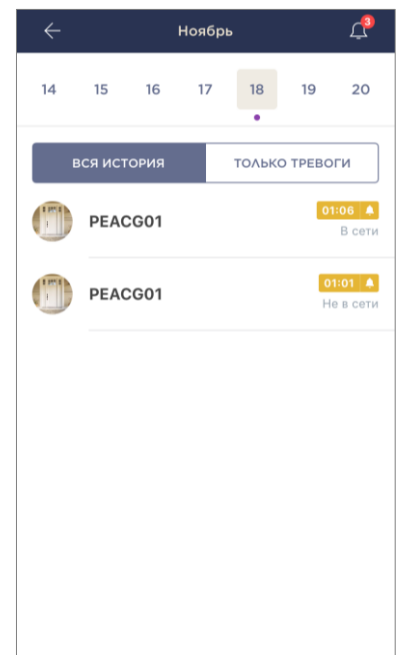 Ноябрь
3
14 15 16 17 18 19 20
ВСЯ ИСТОРИЯ ТОЛЬКО ТРЕВОГИ
PEACG01
01:06
В сети
PEACG01
01:01
Не в сети